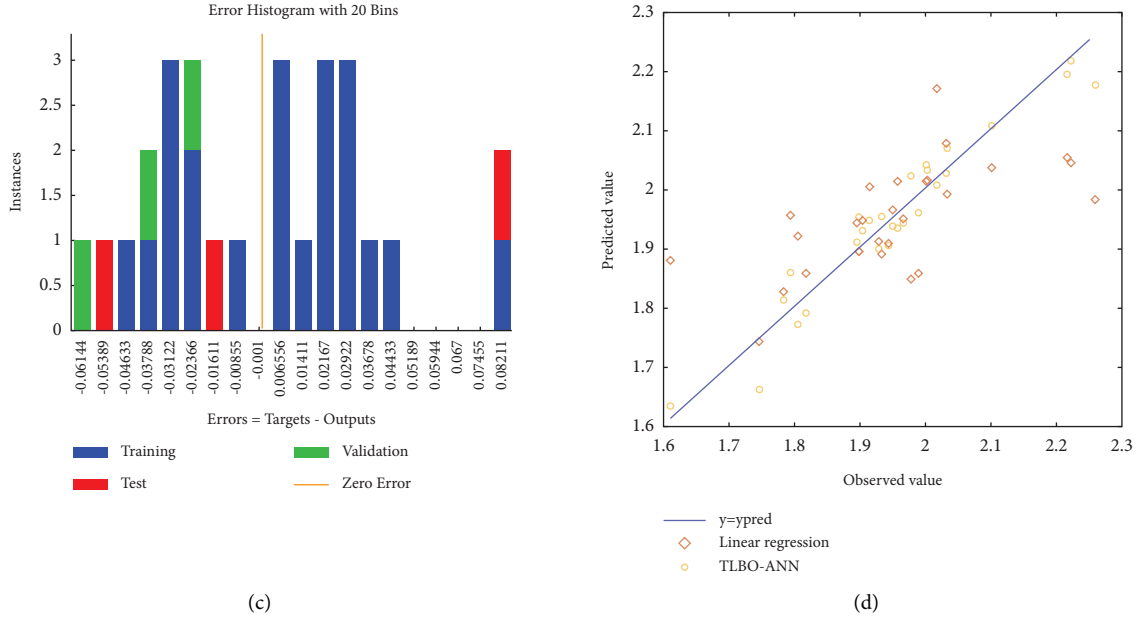 Error Histogram with 20 Bins
3
2.5
2
1.5
1
0.5
0
Instances
-0.06144
-0.05389
-0.04633
-0.03788
-0.03122
-0.02366
-0.01611
-0.00855
-0.001
0.006556
0.01411
0.02167
0.02922
0.03678
0.04433
0.05189
0.05944
0.067
0.07455
0.08211
Errors = Targets - Outputs
Training
Validation
Test
Zero Error
(c)
2.3
2.2
2.1
2
1.9
1.8
1.7
1.6
Predicted value
1.6 1.7 1.8 1.9 2 2.1 2.2 2.3
Observed value
y=ypred
Linear regression
TLBO-ANN
(d)